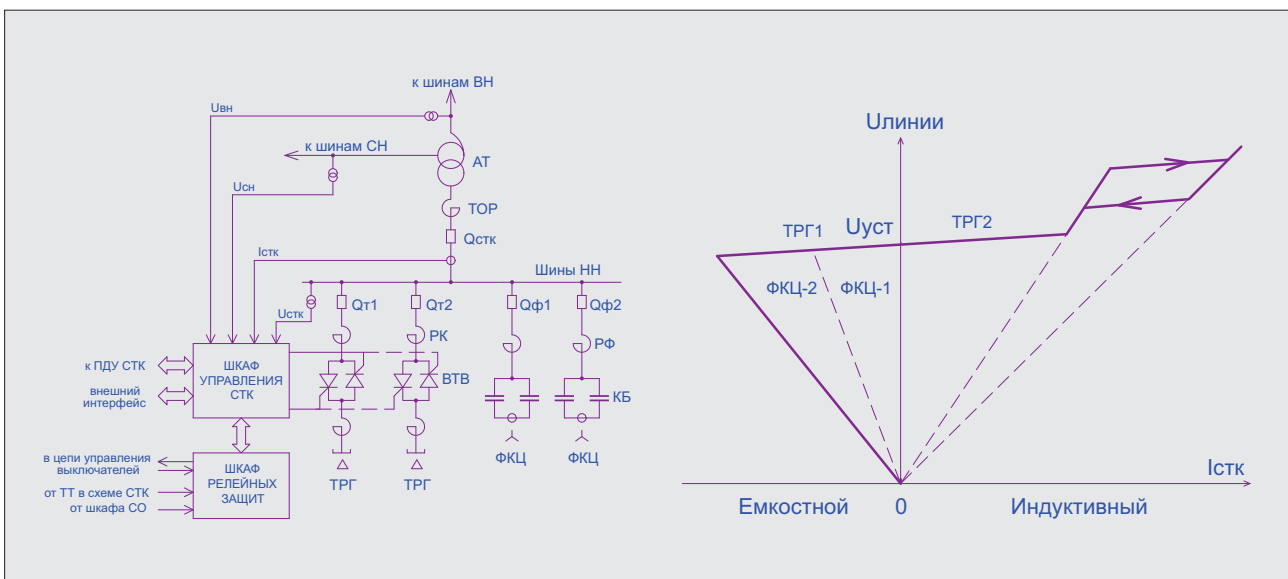 к шинам ВН
Uвн
к шинам СН
АТ
Uсн
ТОР
Qстк
Iстк
Шины НН
Uстк
Qт1
Qт2
Qф1
Qф2
РК
РФ
к ПДУ СТК
внешний
интерфейс
ШКАФ
УПРАВЛЕНИЯ
СТК
ВТВ
КБ
ФКЦ
ФКЦ
ТРГ
ТРГ
в цепи управления
выключателей
от ТТ в схеме СТК
от шкафа СО
ШКАФ
РЕЛЕЙНЫХ
ЗАЩИТ
Uлинии
ТРГ1
Uуст
ТРГ2
ФКЦ-2
ФКЦ-1
Iстк
Емкостной
0
Индуктивный